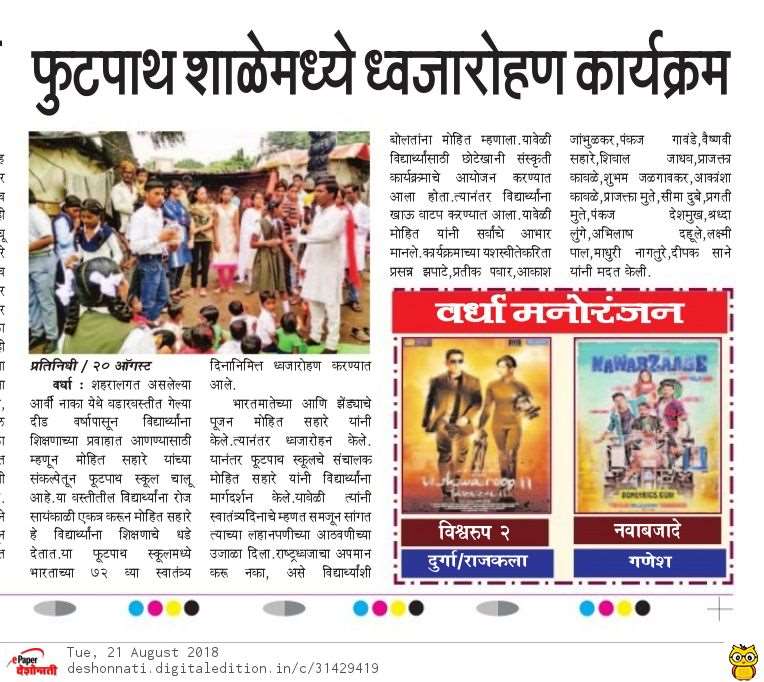 फुटपाथ शाळेमध्ये ध्वजारोहण कार्यक्रम
प्रतिनिधी / २० ऑगस्ट
वर्धा : शहरालगत असलेल्या
आर्वी नाका येथे वडारवस्तीत गेल्या
दीड वर्षापासून विद्यार्थ्यांना
शिक्षणाच्या प्रवाहात आणण्यासाठी
म्हणून मोहित सहारे यांच्या
संकल्पेतून फूटपाथ स्कूल चालू
आहे.या वस्तीतील विद्यार्थ्यांना रोज
सायंकाळी एकत्र करून मोहित सहारे
हे विद्यार्थ्यांना शिक्षणाचे धडे
देतात.या फूटपाथ स्कूलमध्ये
भारताच्या ७२ व्या स्वातंत्र्य
दिनानिमित्त ध्वजारोहण करण्यात
आले.
भारतमातेच्या आणि झेंड्याचे
पूजन मोहित सहारे यांनी
केले.त्यानंतर ध्वजारोहन केले.
यानंतर फूटपाथ स्कूलचे संचालक
मोहित सहारे यांनी विद्यार्थ्यांना
मार्गदर्शन केले.यावेळी त्यांनी
स्वातंत्र्यदिनाचे म्हणत समजून सांगत
त्याच्या लहानपणीच्या आठवणीच्या
उजाळा दिला.राष्ट्रध्वजाचा अपमान
करू नका, असे विद्यार्थ्यांशी
बोलतांना मोहित म्हणाला.यावेळी
विद्यार्थ्यांसाठी छोटेखानी संस्कृती
कार्यक्रमाचे आयोजन करण्यात
आला होता.त्यानंतर विद्यार्थ्यांना
खाऊ वाटप करण्यात आला.यावेळी
मोहित यांनी सर्वांचे आभार
मानले.कार्यक्रमाच्या यशस्वीतेकरिता
प्रसन्न झपाटे,प्रतीक पवार,आकाश
जांभुळकर,पंकज गावंडे,वैष्णवी
सहारे,शिवाल जाधव,प्राजक्ता
कावळे,शुभम जळगावकर,आकांशा
कावळे,प्राजक्ता मुते,सीमा दुबे,प्रगती
मुते,पंकज देशमुख,श्रध्दा
लुंगे,अभिलाष दहूले,लक्ष्मी
पाल,माधुरी नागतुरे,दीपक साने
यांनी मदत केली.
वर्धा मनोरंजन
vishwaroop II
NAWABZAADE
विश्वरुप २
दुर्गा/राजकला
नवाबजादे
गणेश
ePaper
देशोन्नती
Tue, 21 August 2018
deshonnati.digitaledition.in/c/31429419